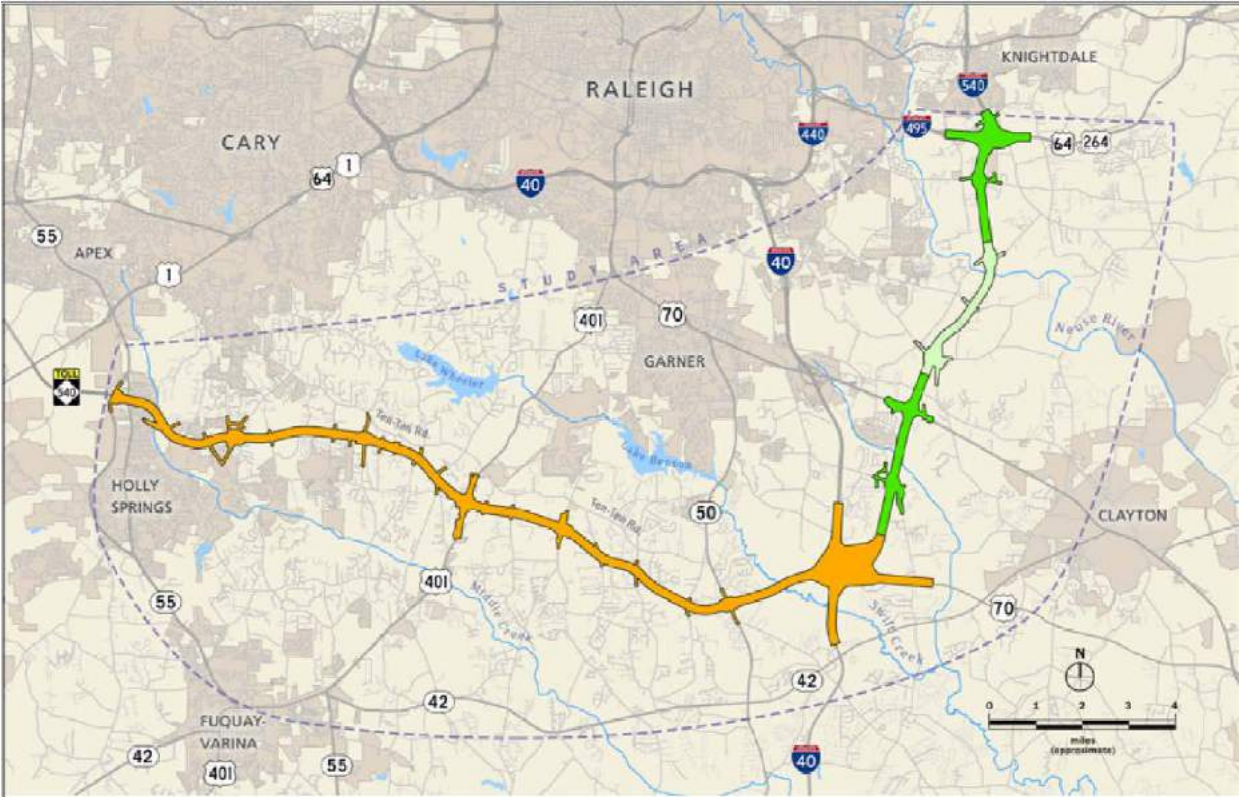 KNIGHTDALE
540
RALEIGH
495
440
64 264
CARY
1
64
40
55
APEX
STUDY AREA
40
1
401
70
Neuse River
GARNER
Lake Wheeler
TOLL
540
Ten-Ten Rd.
Lake Benson
HOLLY
SPRINGS
Ten-Ten Rd.
50
CLAYTON
401
Middle Creek
55
Swift Creek
70
N
42
42
0 1 2 3 4
miles
(approximate)
FUQUAY-
VARINA
42
401
55
40